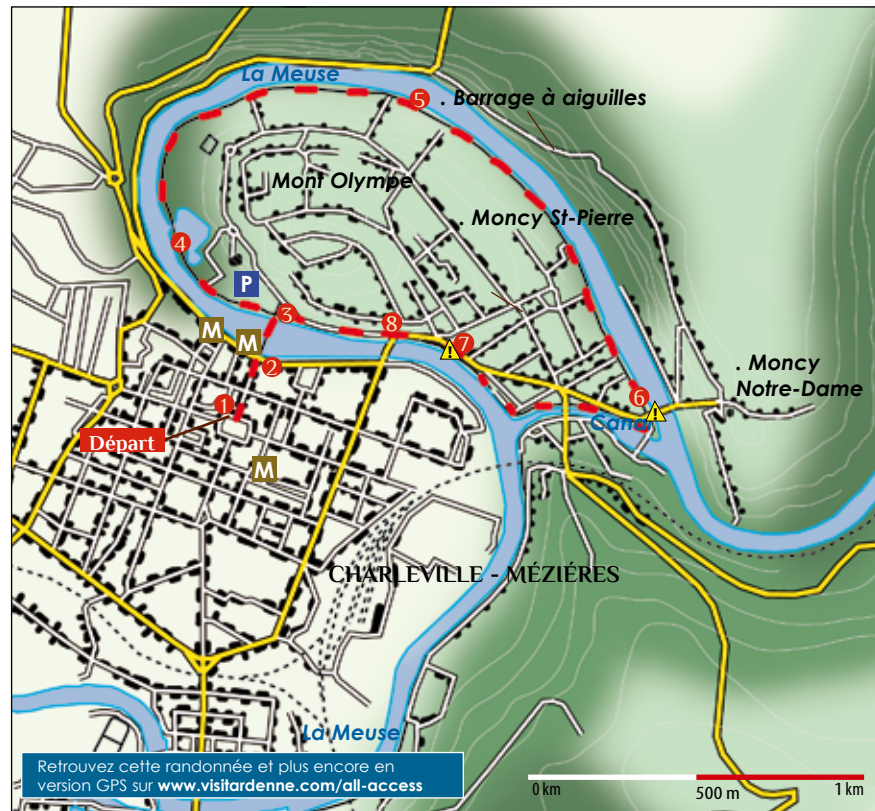 La Meuse
5
. Barrage à aiguilles
Mont Olympe
. Moncy St-Pierre
4
P
3
8
M
M
7
2
. Moncy
Notre-Dame
6
1
Canal
Départ
M
CHARLEVILLE - MÉZIÉRES
La Meuse
Retrouvez cette randonnée et plus encore en
version GPS sur www.visitardenne.com/all-access
0 km
500 m
1 km